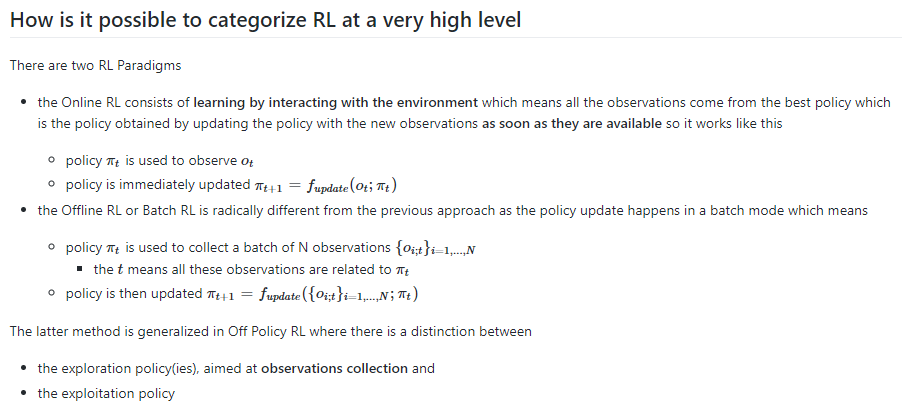 How is it possible to categorize RL at a very high level
There are two RL Paradigms
• the Online RL consists of learning by interacting with the environment which means all the observations come from the best policy which
is the policy obtained by updating the policy with the new observations as soon as they are available so it works like this
○ policy π_t is used to observe o_t
○ policy is immediately updated π_{t+1} = f_{update}(o_t; π_t)
• the Offline RL or Batch RL is radically different from the previous approach as the policy update happens in a batch mode which means
○ policy π_t is used to collect a batch of N observations {o_{i;t}}_{i=1,...,N}
▪ the t means all these observations are related to π_t
○ policy is then updated π_{t+1} = f_{update}({o_{i;t}}_{i=1,...,N}; π_t)
The latter method is generalized in Off Policy RL where there is a distinction between
• the exploration policy(ies), aimed at observations collection and
• the exploitation policy